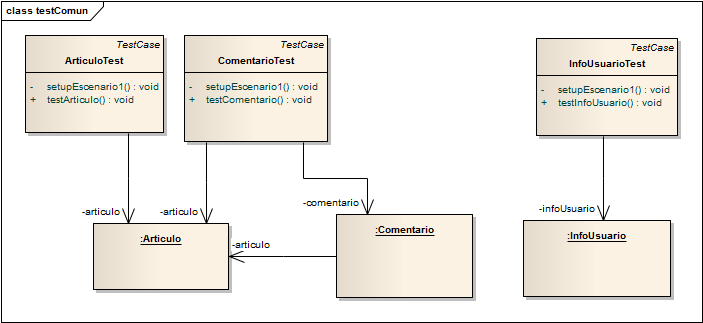 class testComun
TestCase
ArticuloTest
- setupEscenario1() : void
+ testArticulo() : void
TestCase
ComentarioTest
- setupEscenario1() : void
+ testComentario() : void
TestCase
InfoUsuarioTest
- setupEscenario1() : void
+ testInfoUsuario() : void
-articulo
-articulo
-comentario
-infoUsuario
:Articulo
-articulo
:Comentario
:InfoUsuario